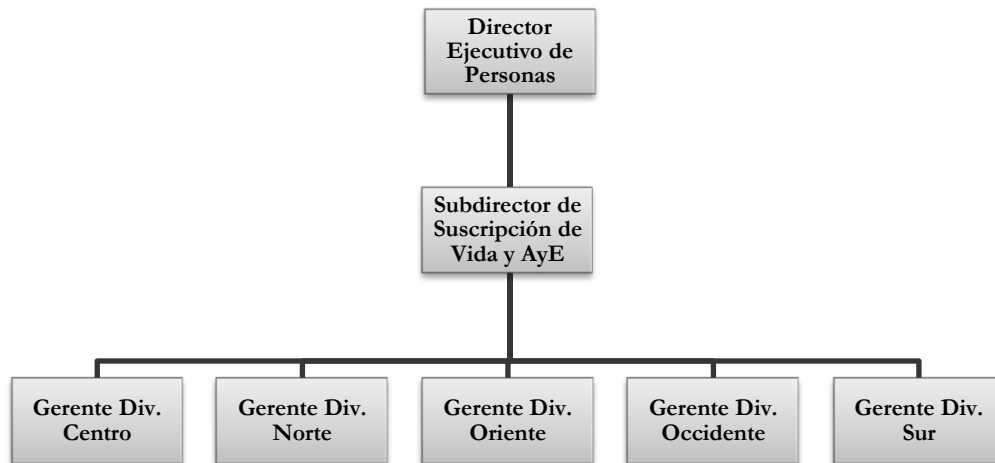 Director
Ejecutivo de
Personas
Subdirector de
Suscripción de
Vida y AyE
Gerente Div.
Centro
Gerente Div.
Norte
Gerente Div.
Oriente
Gerente Div.
Occidente
Gerente Div.
Sur